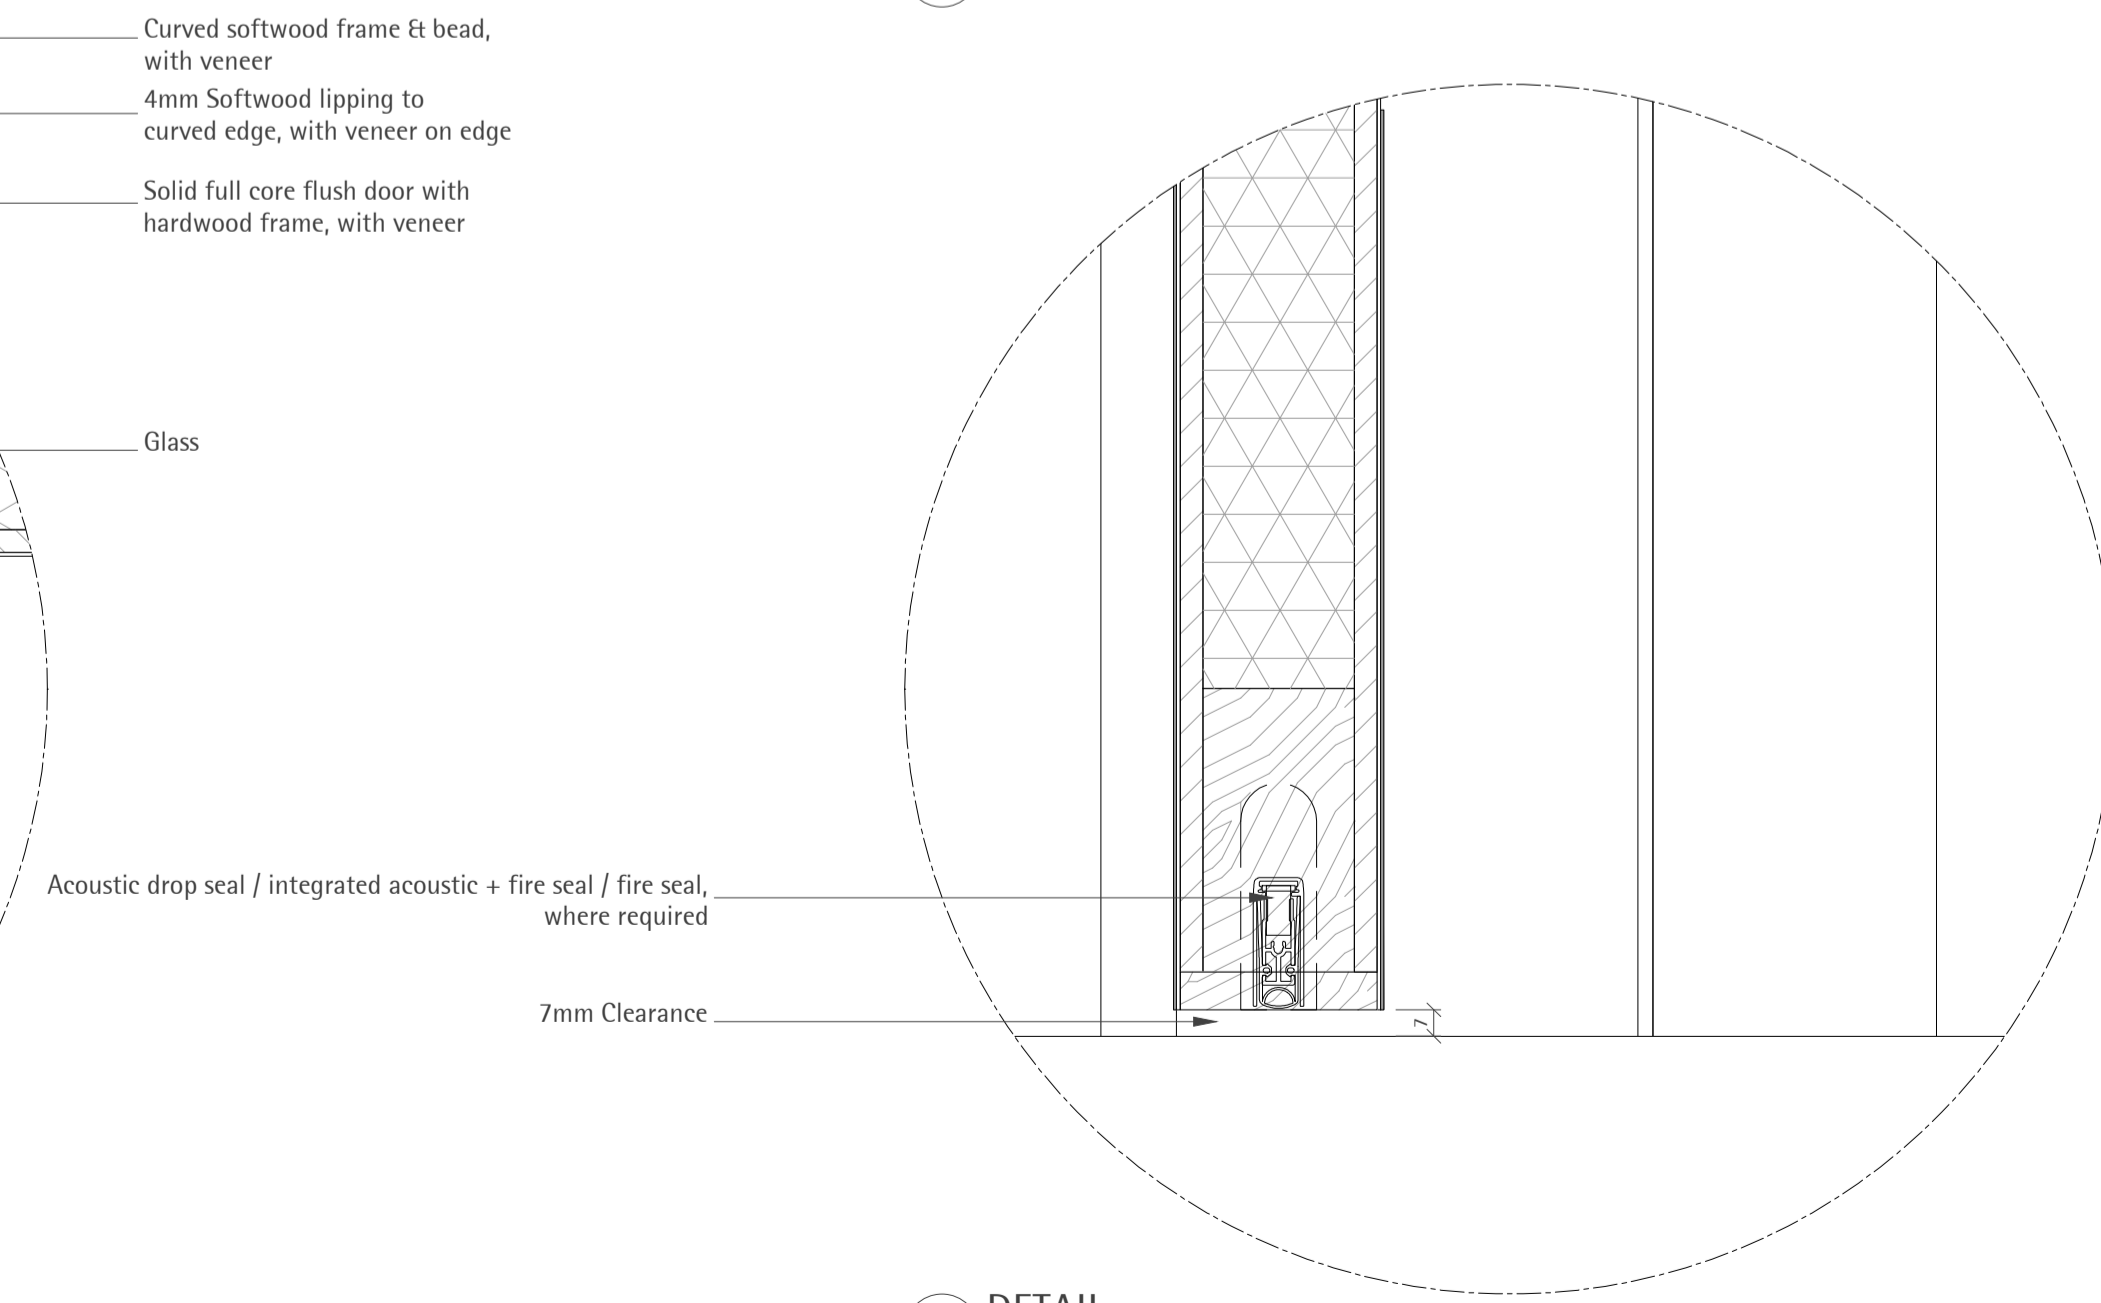 Curved softwood frame & bead,
with veneer
4mm Softwood lipping to
curved edge, with veneer on edge
Solid full core flush door with
hardwood frame, with veneer
Glass
Acoustic drop seal / integrated acoustic + fire seal / fire seal,
where required
7mm Clearance
7
DETAIL